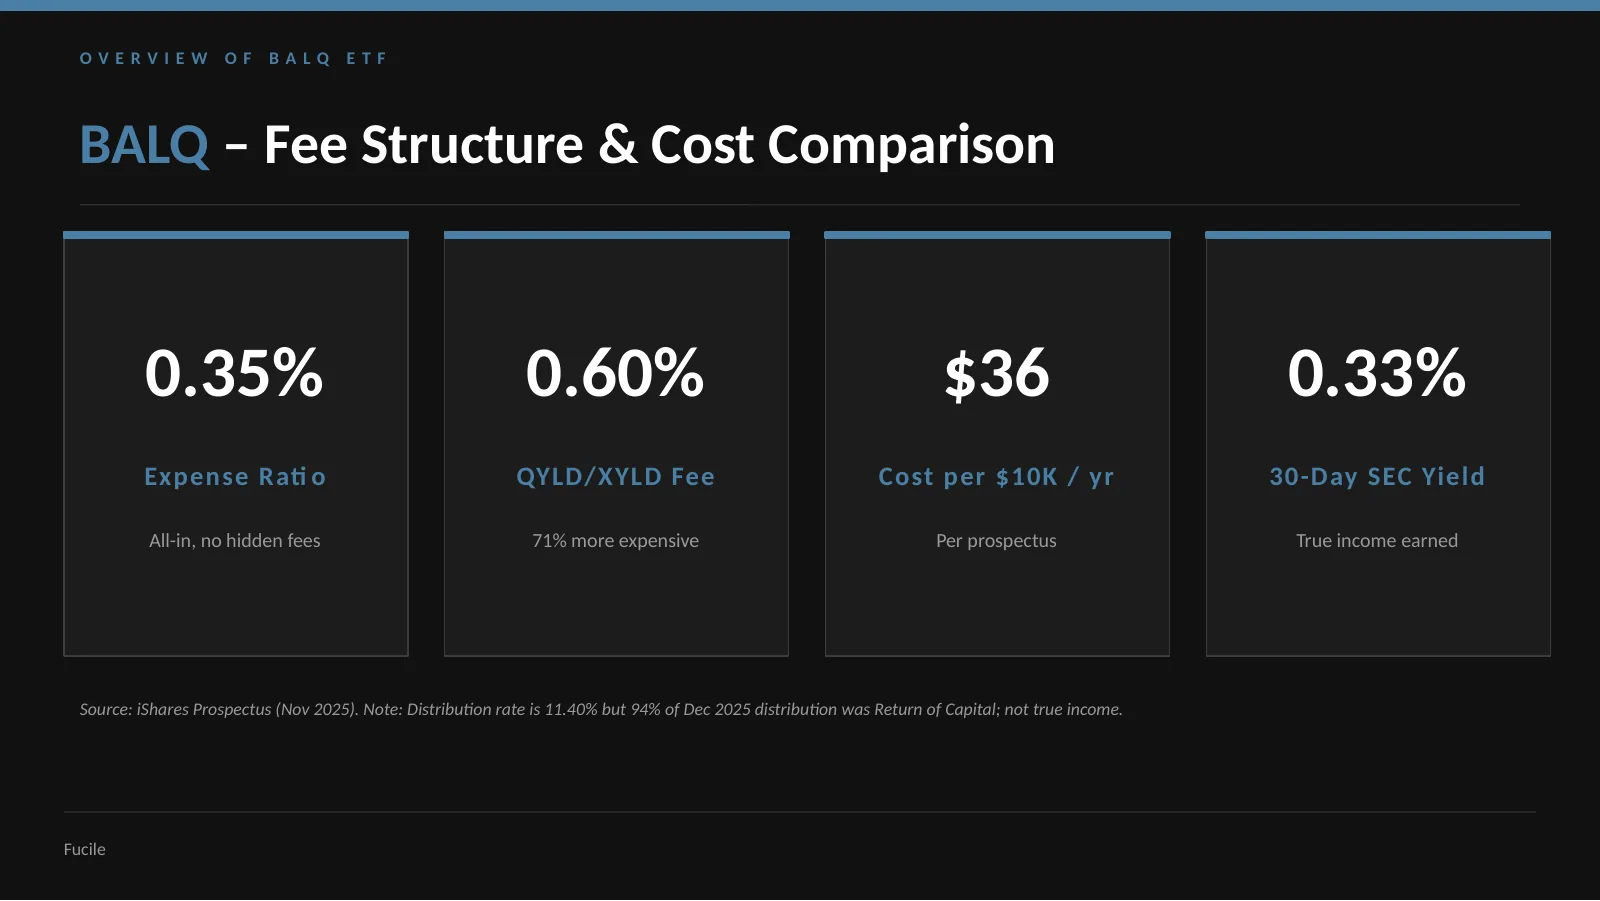 OVERVIEW OF BALQ ETF
BALQ – Fee Structure & Cost Comparison
0.35%
Expense Ratio
All-in, no hidden fees
0.60%
QYLD/XYLD Fee
71% more expensive
$36
Cost per $10K / yr
Per prospectus
0.33%
30-Day SEC Yield
True income earned
Source: iShares Prospectus (Nov 2025). Note: Distribution rate is 11.40% but 94% of Dec 2025 distribution was Return of Capital; not true income.
Fucile